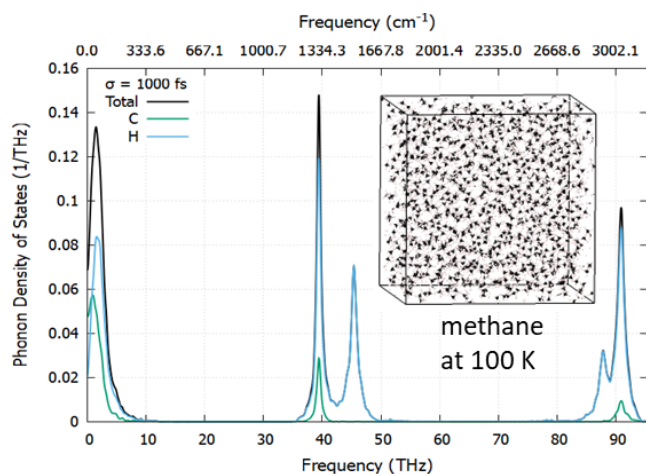 Frequency (cm⁻¹)
0.0 333.6 667.1 1000.7 1334.3 1667.8 2001.4 2335.0 2668.6 3002.1
0.16
0.14
0.12
0.1
0.08
0.06
0.04
0.02
0
Phonon Density of States (1/THz)
σ = 1000 fs
Total
C
H
methane
at 100 K
0 10 20 30 40 50 60 70 80 90
Frequency (THz)